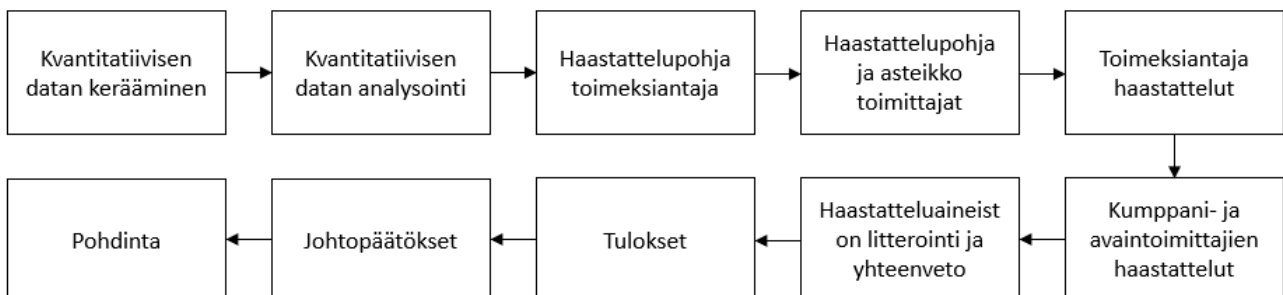 Kvantitatiivisen
datan kerääminen
Kvantitatiivisen
datan analysointi
Haastattelupohja
toimeksiantaja
Haastattelupohja
ja asteikko
toimittajat
Toimeksiantaja
haastattelut
Kumppani- ja
avaintoimittajien
haastattelut
Haastatteluaineist
on litterointi ja
yhteenveto
Tulokset
Johtopäätökset
Pohdinta